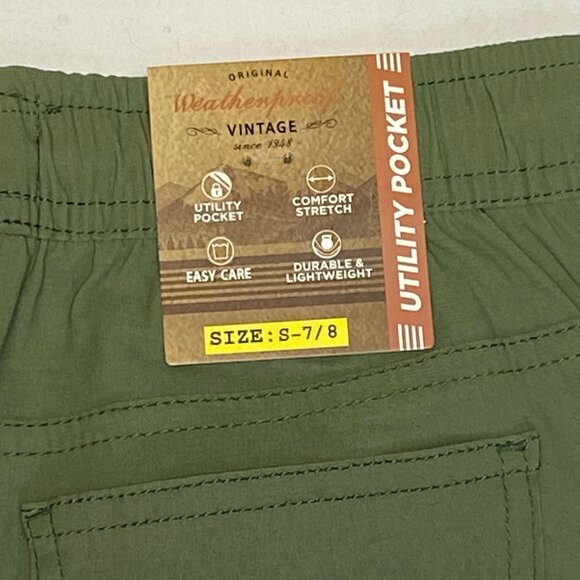 ORIGINAL
Weatherproof
VINTAGE
since 1948
UTILITY
POCKET
COMFORT
STRETCH
EASY CARE
DURABLE &
LIGHTWEIGHT
SIZE:S-7/8
UTILITY POCKET